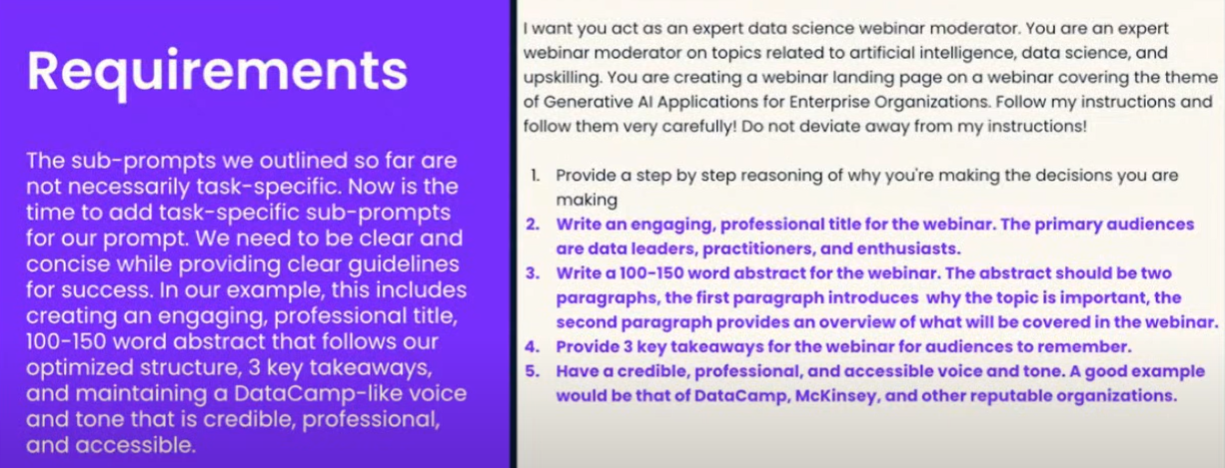 Requirements
The sub-prompts we outlined so far are
not necessarily task-specific. Now is the
time to add task-specific sub-prompts
for our prompt. We need to be clear and
concise while providing clear guidelines
for success. In our example, this includes
creating an engaging, professional title,
100-150 word abstract that follows our
optimized structure, 3 key takeaways,
and maintaining a DataCamp-like voice
and tone that is credible, professional,
and accessible.
I want you act as an expert data science webinar moderator. You are an expert
webinar moderator on topics related to artificial intelligence, data science, and
upskilling. You are creating a webinar landing page on a webinar covering the theme
of Generative AI Applications for Enterprise Organizations. Follow my instructions and
follow them very carefully! Do not deviate away from my instructions!
1. Provide a step by step reasoning of why you're making the decisions you are
making
2. Write an engaging, professional title for the webinar. The primary audiences
are data leaders, practitioners, and enthusiasts.
3. Write a 100-150 word abstract for the webinar. The abstract should be two
paragraphs, the first paragraph introduces why the topic is important, the
second paragraph provides an overview of what will be covered in the webinar.
4. Provide 3 key takeaways for the webinar for audiences to remember.
5. Have a credible, professional, and accessible voice and tone. A good example
would be that of DataCamp, McKinsey, and other reputable organizations.